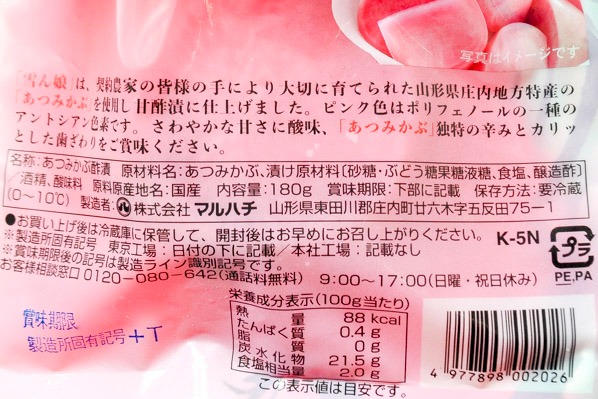 写真はイメージです
「雪ん娘」は、契約農家の皆様の手により大切に育てられた山形県庄内地方特産の
「あつみかぶ」を使用し甘酢漬に仕上げました。ピンク色はポリフェノールの一種の
アントシアン色素です。さわやかな甘さに酸味、「あつみかぶ」独特の辛みとカリッ
とした歯ざわりをご賞味ください。
名称:あつみかぶ酢漬 原材料名:あつみかぶ、漬け原材料〔砂糖・ぶどう糖果糖液糖、食塩、醸造酢〕
/酒精、酸味料 原料原産地名:国産 内容量:180g 賞味期限:下部に記載 保存方法:要冷蔵
(0〜10℃) 製造者:ハ株式会社 マルハチ 山形県東田川郡庄内町廿六木字五反田75−1
●お買い上げ後は冷蔵庫に保管して、開封後はお早めにお召し上がりください。 K-5N
※製造所固有記号 東京工場:日付の下に記載/本社工場:記載なし
※賞味期限後の記号は製造ライン識別記号です。
お客様相談窓口 0120−080−642(通話料無料) 9:00〜17:00(日曜・祝日休み)
プラ
PE,PA
栄養成分表示(100g当たり)
熱量 88kcal
たんぱく質 0.4g
脂質 0g
炭水化物 21.5g
食塩相当量 2.0g
この表示値は目安です。
賞味期限
製造所固有記号+T
4 977898 002026